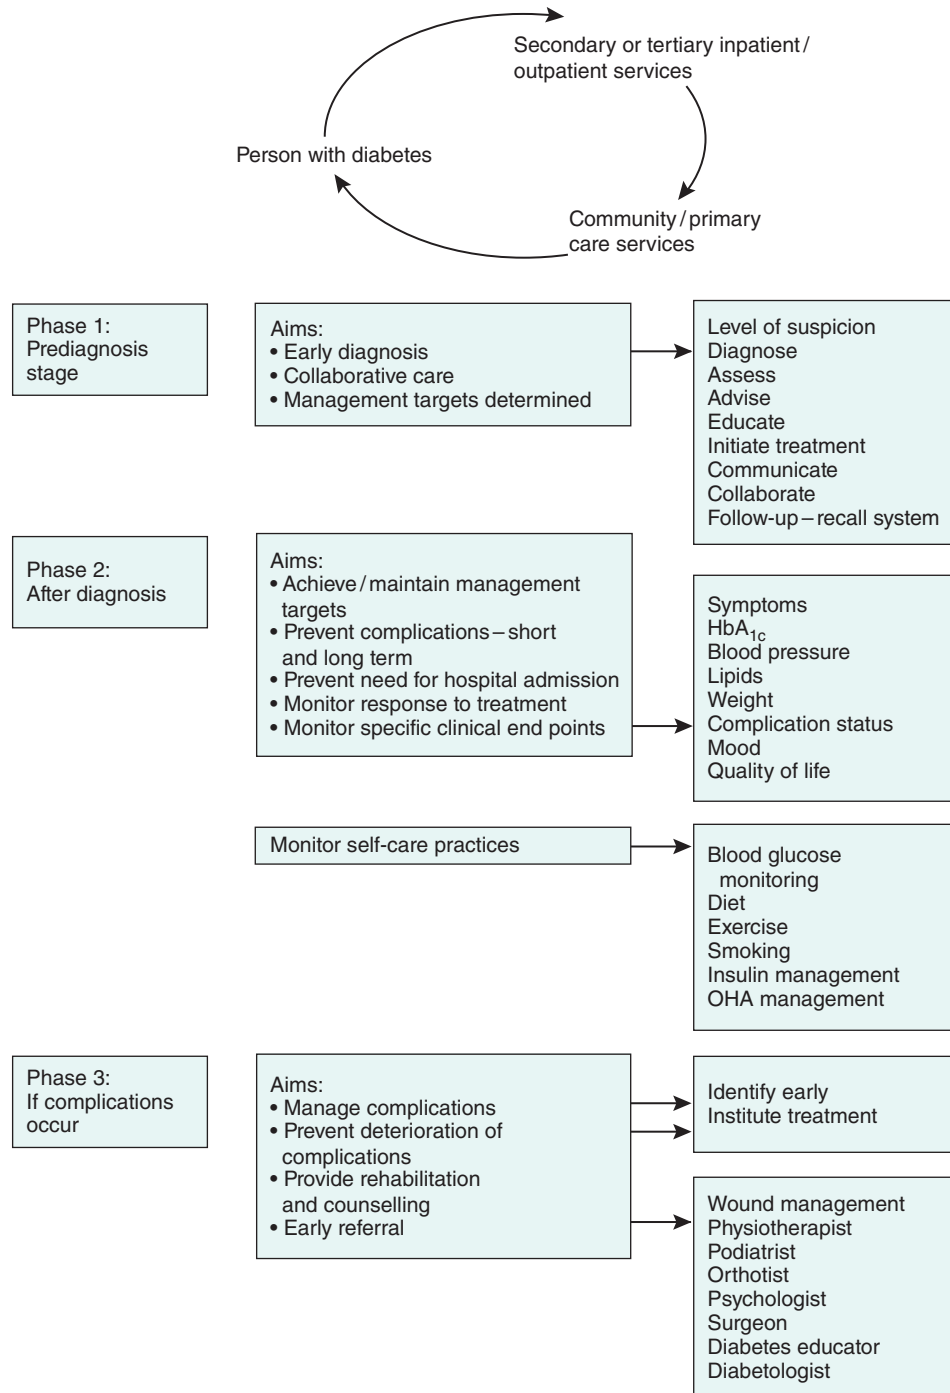 Secondary or tertiary inpatient/
outpatient services
Person with diabetes
Community/primary
care services
Phase 1:
Prediagnosis
stage
Aims:
• Early diagnosis
• Collaborative care
• Management targets determined
Level of suspicion
Diagnose
Assess
Advise
Educate
Initiate treatment
Communicate
Collaborate
Follow-up – recall system
Phase 2:
After diagnosis
Aims:
• Achieve/maintain management
targets
• Prevent complications – short
and long term
• Prevent need for hospital admission
• Monitor response to treatment
• Monitor specific clinical end points
Symptoms
HbA1c
Blood pressure
Lipids
Weight
Complication status
Mood
Quality of life
Monitor self-care practices
Blood glucose
monitoring
Diet
Exercise
Smoking
Insulin management
OHA management
Phase 3:
If complications
occur
Aims:
• Manage complications
• Prevent deterioration of
complications
• Provide rehabilitation
and counselling
• Early referral
Identify early
Institute treatment
Wound management
Physiotherapist
Podiatrist
Orthotist
Psychologist
Surgeon
Diabetes educator
Diabetologist